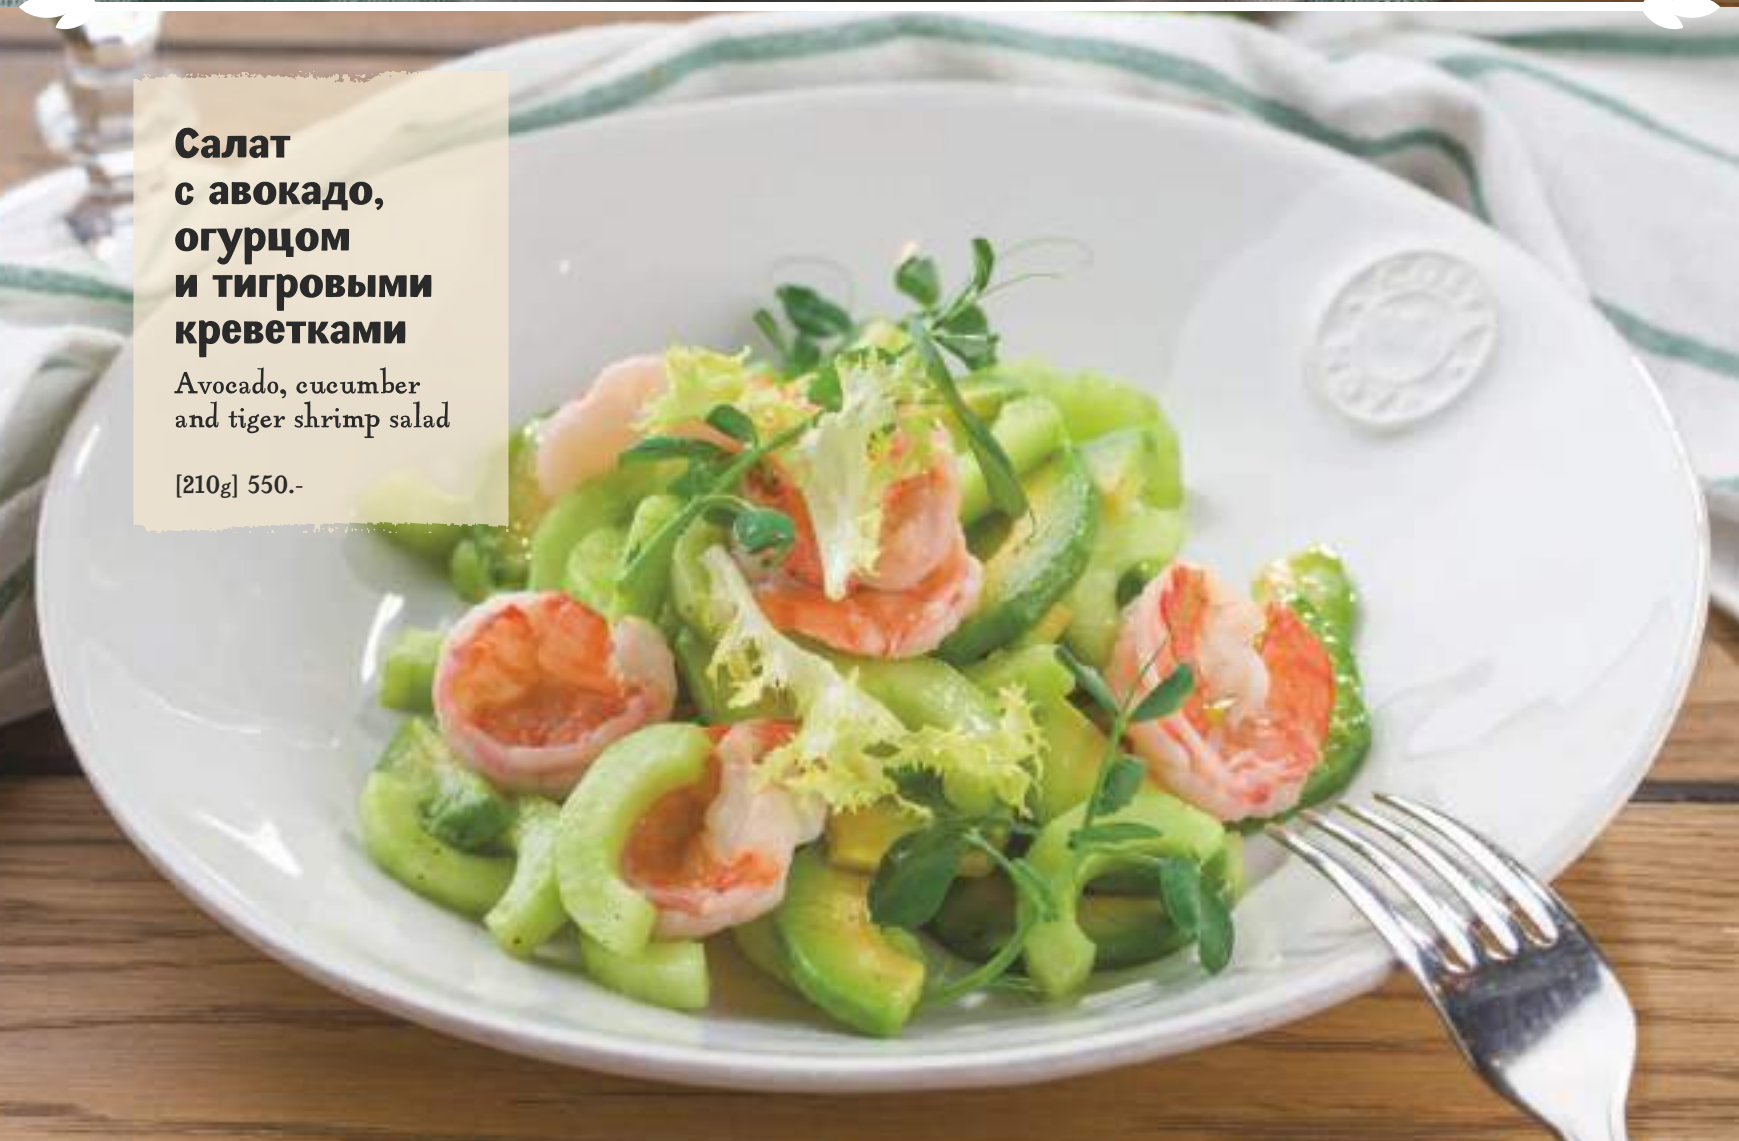 Салат
с авокадо,
огурцом
и тигровыми
креветками
Avocado, cucumber
and tiger shrimp salad
[210g] 550.-